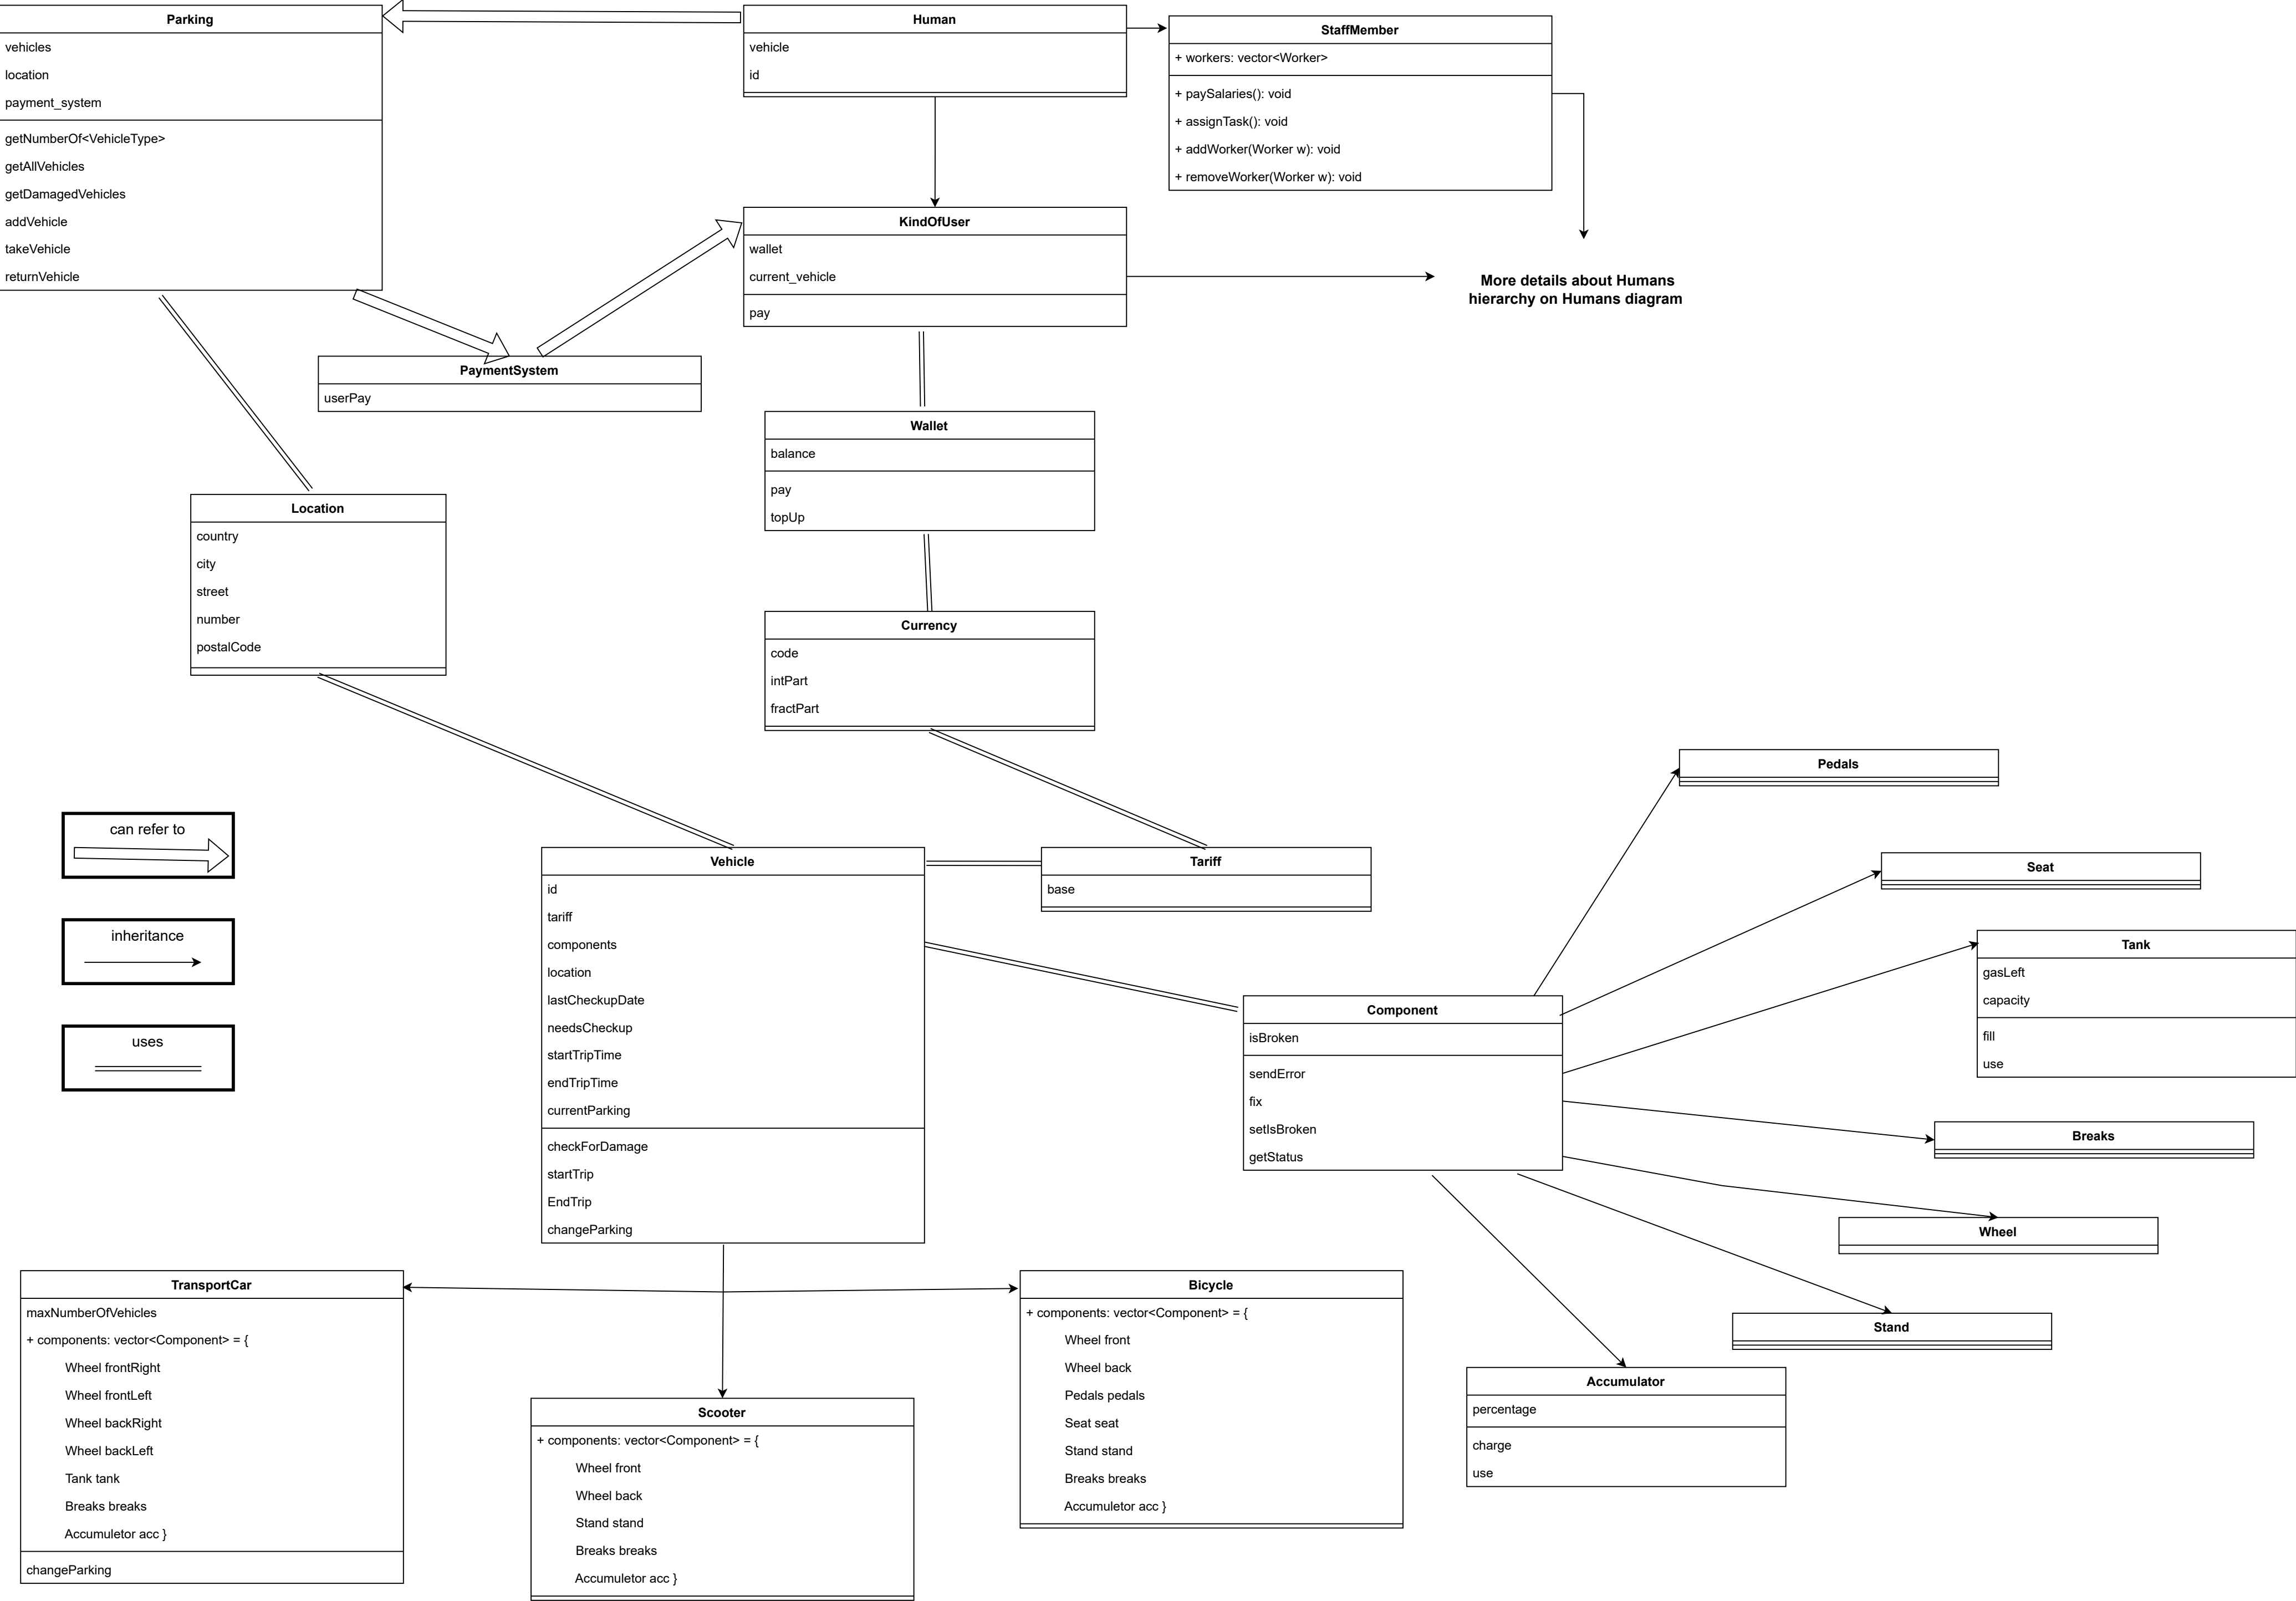 Parking
vehicles
location
payment_system
getNumberOf<VehicleType>
getAllVehicles
getDamagedVehicles
addVehicle
takeVehicle
returnVehicle
Human
vehicle
id
StaffMember
+ workers: vector<Worker>
+ paySalaries(): void
+ assignTask(): void
+ addWorker(Worker w): void
+ removeWorker(Worker w): void
KindOfUser
wallet
current_vehicle
pay
More details about Humans
hierarchy on Humans diagram
PaymentSystem
userPay
Wallet
balance
pay
topUp
Location
country
city
street
number
postalCode
Currency
code
intPart
fractPart
can refer to
inheritance
uses
Vehicle
id
tariff
components
location
lastCheckupDate
needsCheckup
startTripTime
endTripTime
currentParking
checkForDamage
startTrip
EndTrip
changeParking
Tariff
base
Component
isBroken
sendError
fix
setIsBroken
getStatus
Pedals
Seat
Tank
gasLeft
capacity
fill
use
Breaks
Wheel
Stand
Accumulator
percentage
charge
use
TransportCar
maxNumberOfVehicles
+ components: vector<Component> = {
Wheel frontRight
Wheel frontLeft
Wheel backRight
Wheel backLeft
Tank tank
Breaks breaks
Accumuletor acc }
changeParking
Scooter
+ components: vector<Component> = {
Wheel front
Wheel back
Stand stand
Breaks breaks
Accumuletor acc }
Bicycle
+ components: vector<Component> = {
Wheel front
Wheel back
Pedals pedals
Seat seat
Stand stand
Breaks breaks
Accumuletor acc }